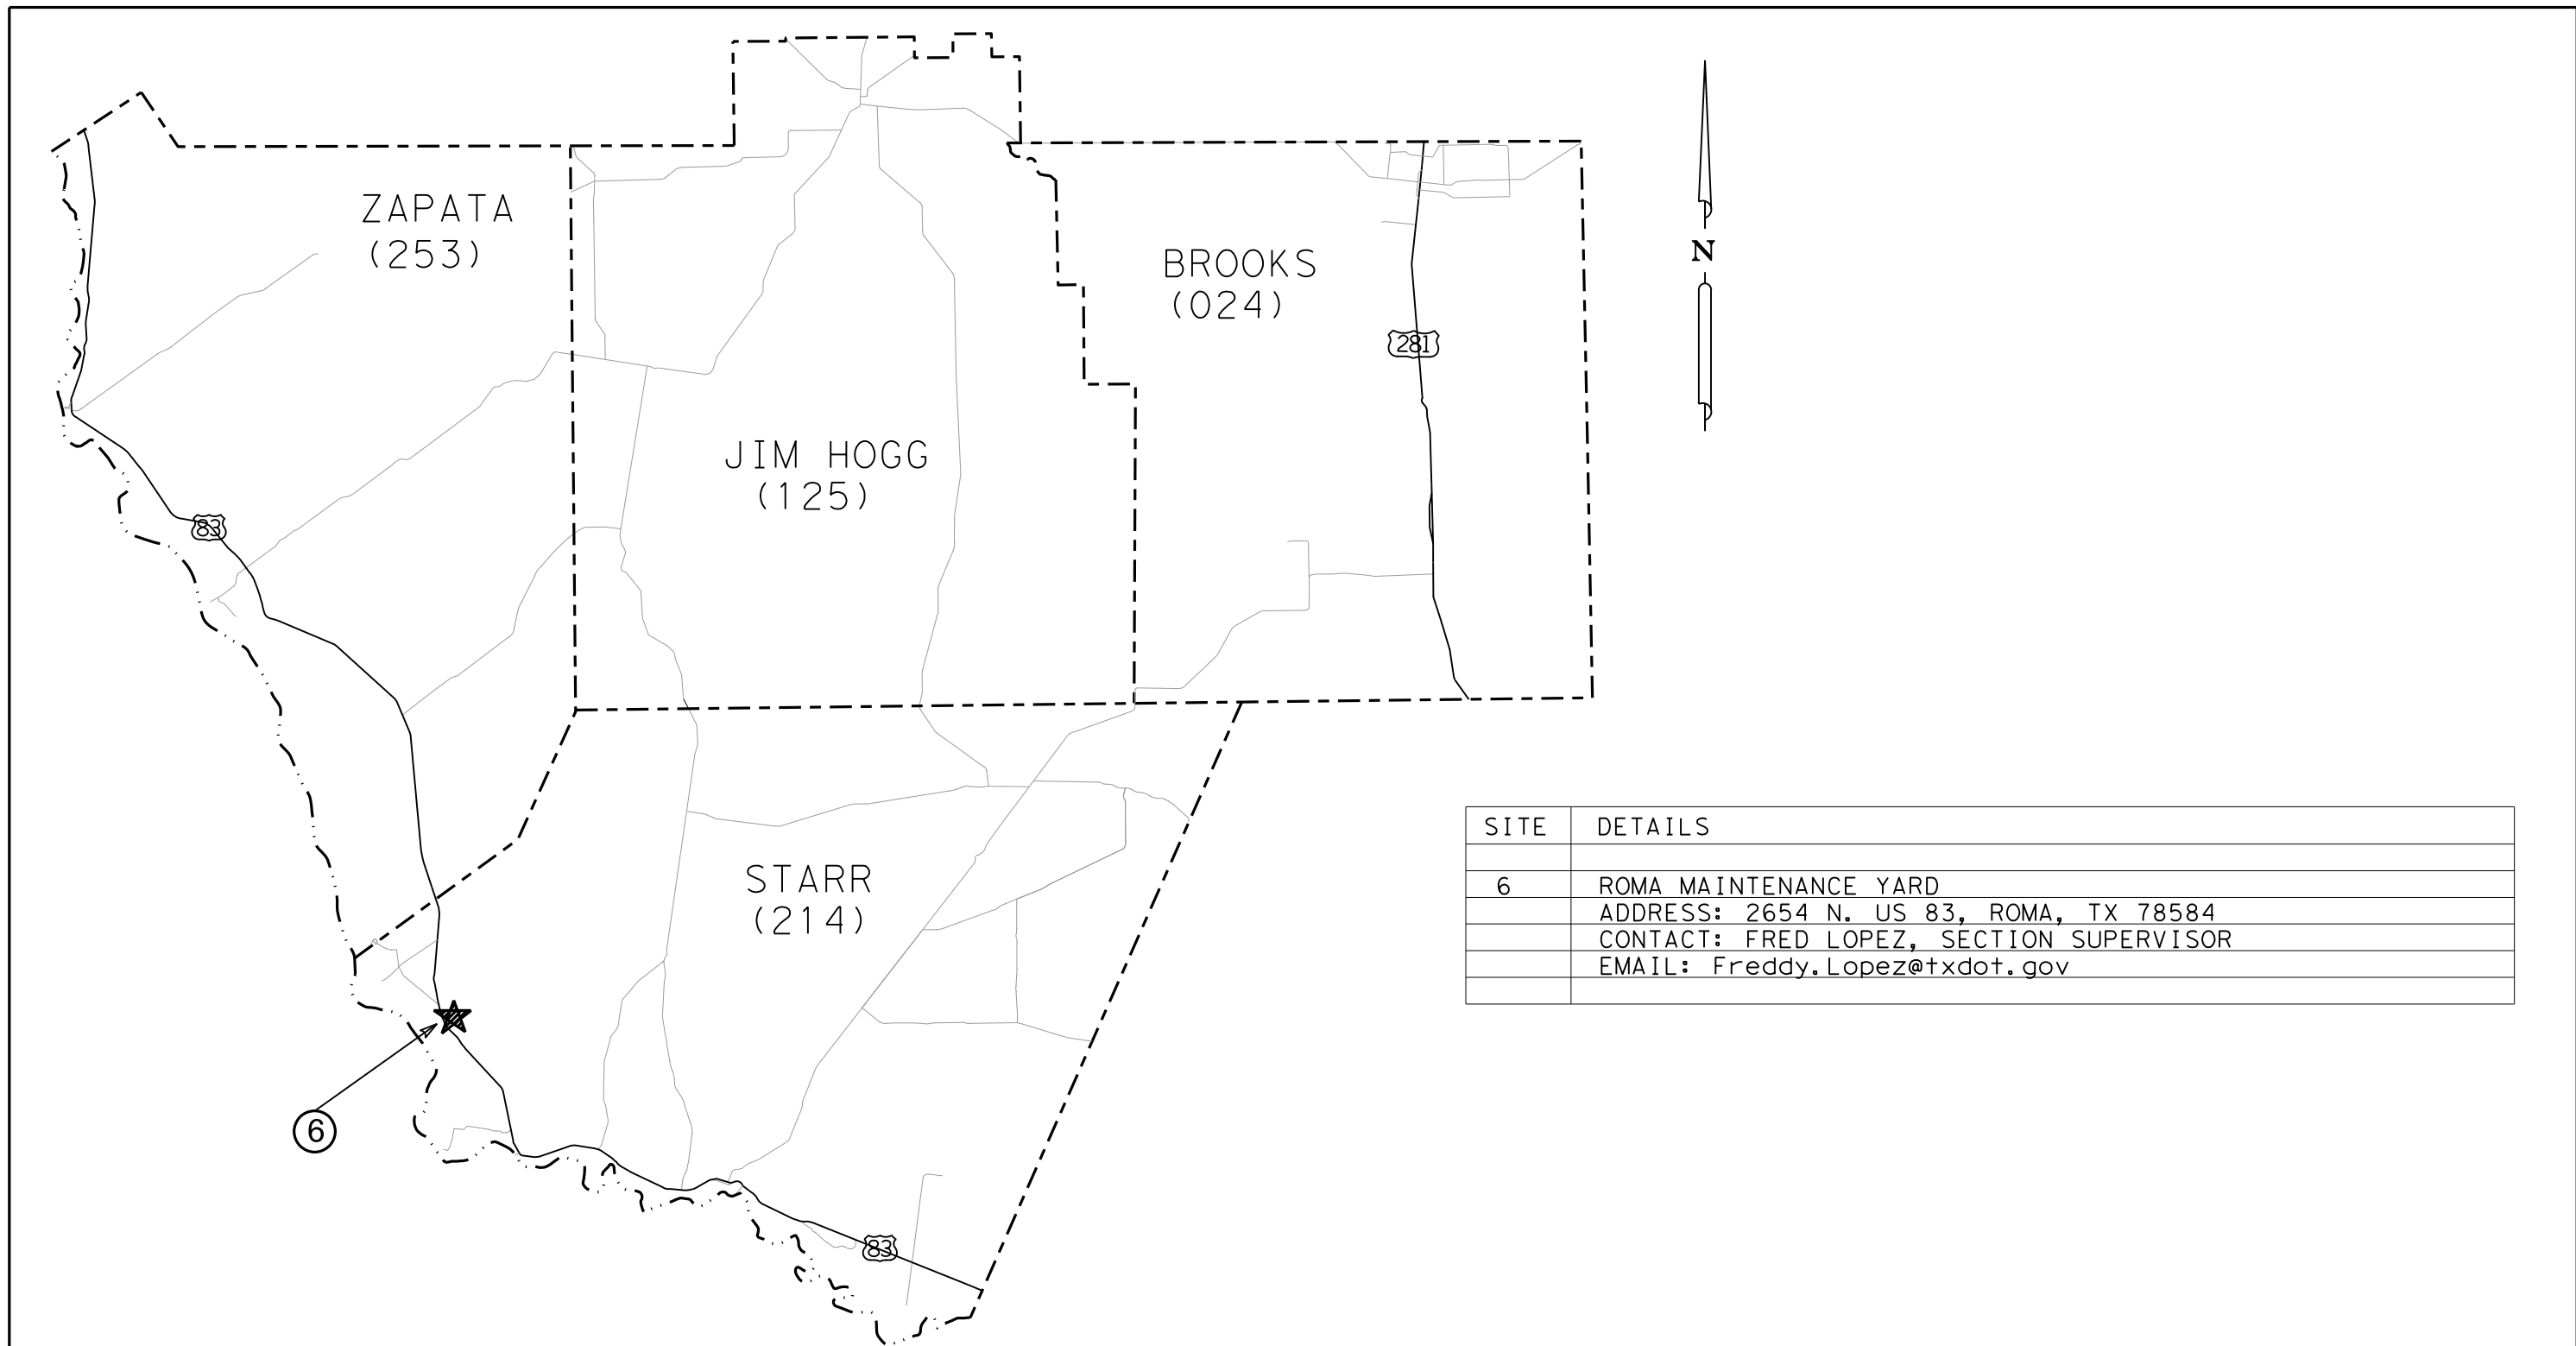 ZAPATA
(253)
N
BROOKS
(024)
281
JIM HOGG
(125)
83
STARR
(214)
6
83
SITE DETAILS
6 ROMA MAINTENANCE YARD
ADDRESS: 2654 N. US 83, ROMA, TX 78584
CONTACT: FRED LOPEZ, SECTION SUPERVISOR
EMAIL: Freddy.Lopez@txdot.gov